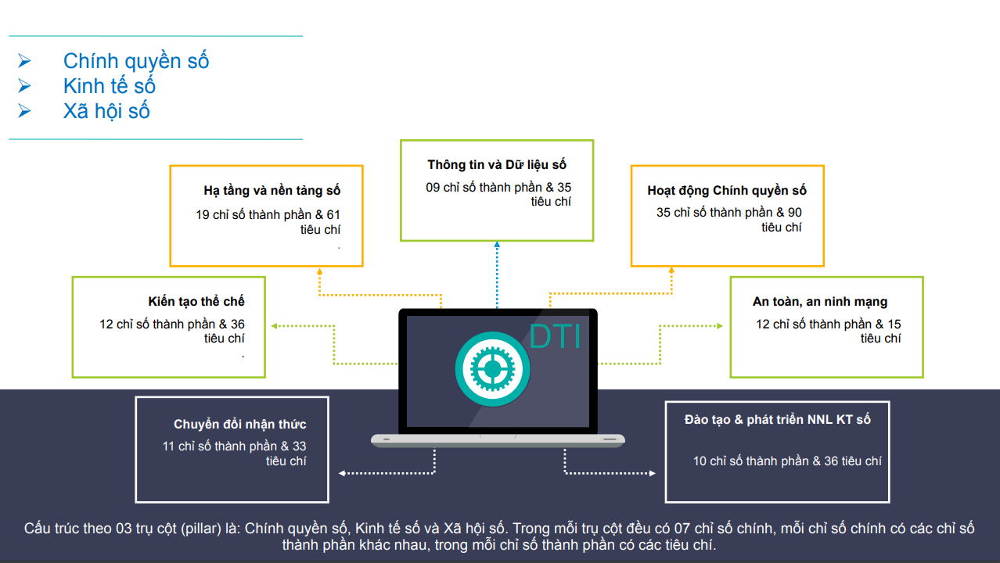 Chính quyền số
Kinh tế số
Xã hội số
Thông tin và Dữ liệu số
09 chỉ số thành phần & 35
tiêu chí
Hạ tầng và nền tảng số
19 chỉ số thành phần & 61
tiêu chí
.
Hoạt động Chính quyền số
35 chỉ số thành phần & 90
tiêu chí
Kiến tạo thể chế
12 chỉ số thành phần & 36
tiêu chí
.
An toàn, an ninh mạng
12 chỉ số thành phần & 15
tiêu chí
DTI
Chuyển đổi nhận thức
11 chỉ số thành phần & 33
tiêu chí
Đào tạo & phát triển NNL KT số
10 chỉ số thành phần & 36 tiêu chí
Cấu trúc theo 03 trụ cột (pillar) là: Chính quyền số, Kinh tế số và Xã hội số. Trong mỗi trụ cột đều có 07 chỉ số chính, mỗi chỉ số chính có các chỉ số
thành phần khác nhau, trong mỗi chỉ số thành phần có các tiêu chí.